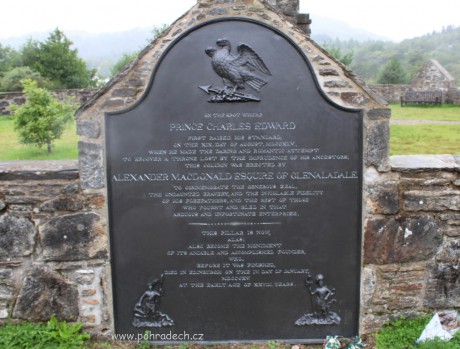 ON THE SPOT WHERE
PRINCE CHARLES EDWARD
FIRST RAISED HIS STANDARD,
ON THE XIX, DAY OF AUGUST, MDCCXLV,
WHEN HE MADE THE DARING AND ROMANTIC ATTEMPT
TO RECOVER A THRONE LOST BY THE IMPRUDENCE OF HIS ANCESTORS,
THIS COLUMN WAS ERECTED BY
ALEXANDER MACDONALD ESQUIRE OF GLENALADALE
TO COMMEMORATE THE GENEROUS ZEAL,
THE UNDAUNTED BRAVERY, AND THE INVIOLABLE FIDELITY
OF HIS FOREFATHERS, AND THE REST OF THOSE
WHO FOUGHT AND BLED IN THAT
ARDUOUS AND UNFORTUNATE ENTERPRISE.
THIS PILLAR IS NOW,
ALAS!
ALSO BECOME THE MONUMENT
OF ITS AMIABLE AND ACCOMPLISHED FOUNDER,
WHO,
BEFORE IT WAS FINISHED,
DIED IN EDINBURGH ON THE IV DAY OF JANUARY,
MDCCCXV,
AT THE EARLY AGE OF XXVIII YEARS.
www.pohradech.cz